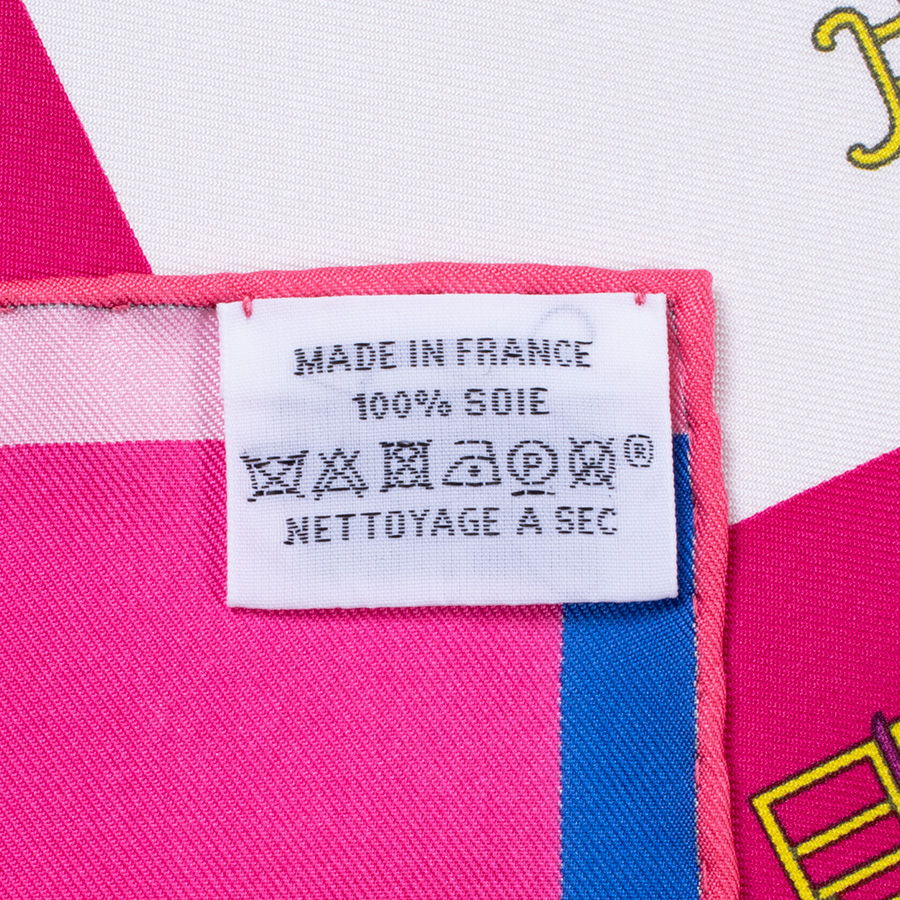 MADE IN FRANCE
100% SOIE
P ®
NETTOYAGE A SEC